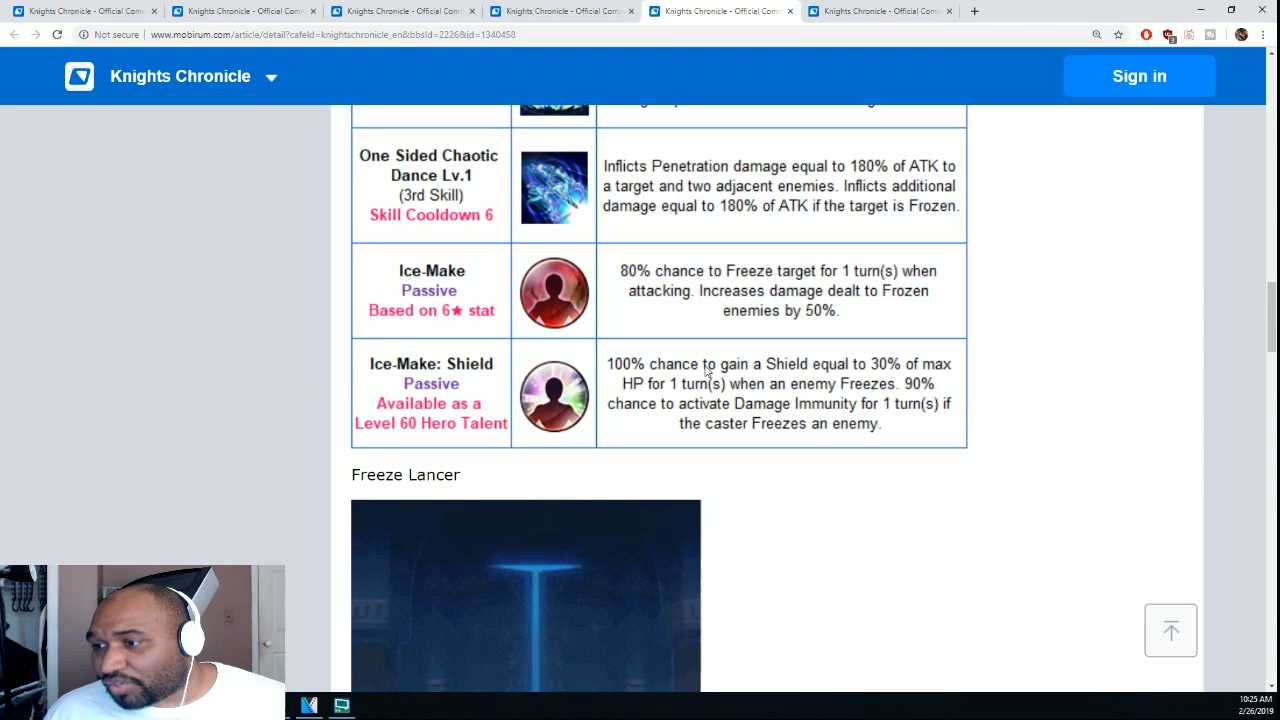 Knights Chronicle - Official Com
Knights Chronicle - Official Com
Knights Chronicle - Official Com
Knights Chronicle - Official Com
Knights Chronicle - Official Com
Knights Chronicle - Official Com
Not secure
www.mobirum.com/article/detail?cafeId=knightschronicle_en&bbsId=2226&id=1340458
Knights Chronicle
Sign in
One Sided Chaotic
Dance Lv.1
(3rd Skill)
Skill Cooldown 6
Inflicts Penetration damage equal to 180% of ATK to
a target and two adjacent enemies. Inflicts additional
damage equal to 180% of ATK if the target is Frozen.
Ice-Make
Passive
Based on 6★ stat
80% chance to Freeze target for 1 turn(s) when
attacking. Increases damage dealt to Frozen
enemies by 50%.
Ice-Make: Shield
Passive
Available as a
Level 60 Hero Talent
100% chance to gain a Shield equal to 30% of max
HP for 1 turn(s) when an enemy Freezes. 90%
chance to activate Damage Immunity for 1 turn(s) if
the caster Freezes an enemy.
Freeze Lancer
10:25 AM
2/26/2019